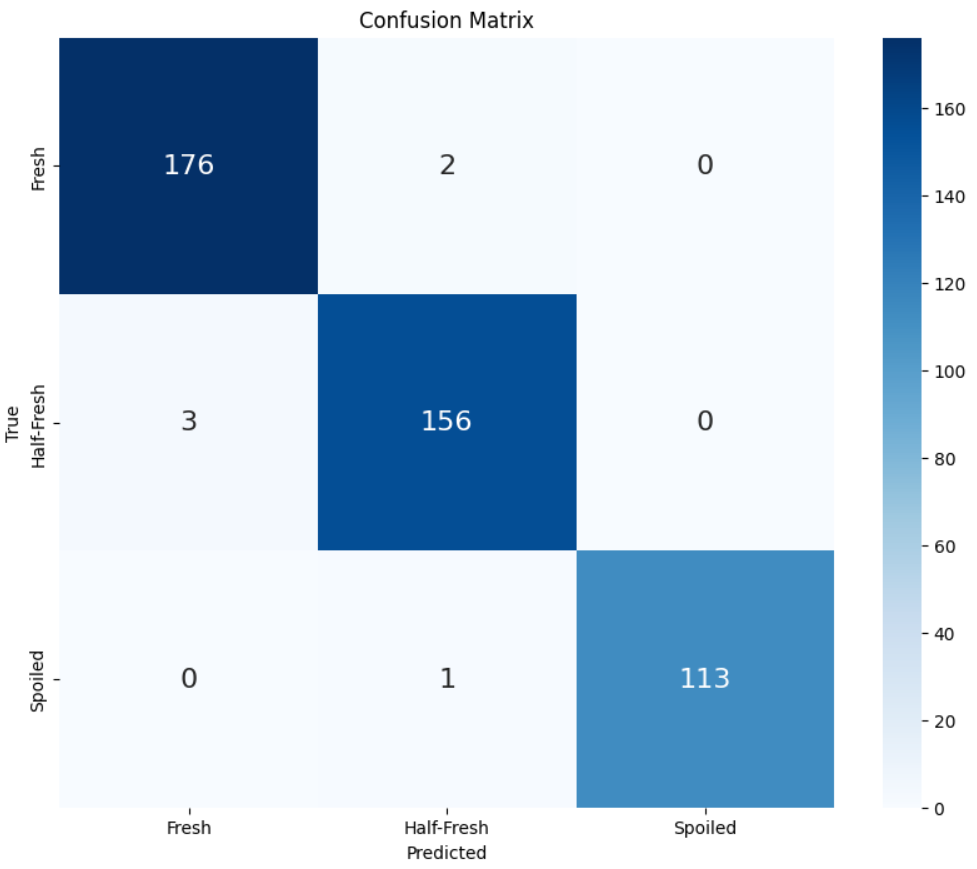 Confusion Matrix
Fresh
176
2
0
True
Half-Fresh
3
156
0
Spoiled
0
1
113
Fresh
Half-Fresh
Spoiled
Predicted
160
140
120
100
80
60
40
20
0